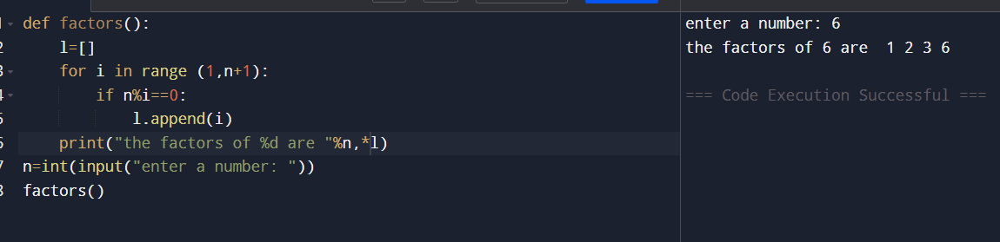 def factors():
    l=[]
    for i in range (1,n+1):
        if n%i==0:
            l.append(i)
    print("the factors of %d are "%n,*l)
n=int(input("enter a number: "))
factors()
enter a number: 6
the factors of 6 are  1 2 3 6
=== Code Execution Successful ===